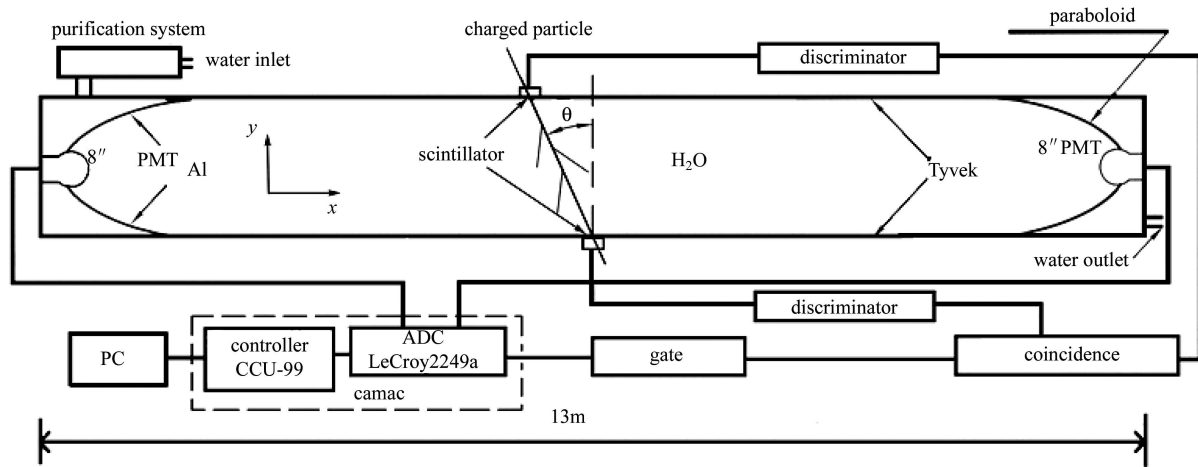 paraboloid
purification system
charged particle
water inlet
discriminator
θ
y
8″
PMT
Al
scintillator
H₂O
8″ PMT
Tyvek
x
water outlet
discriminator
PC
controller
CCU-99
ADC
LeCroy2249a
camac
gate
coincidence
13m